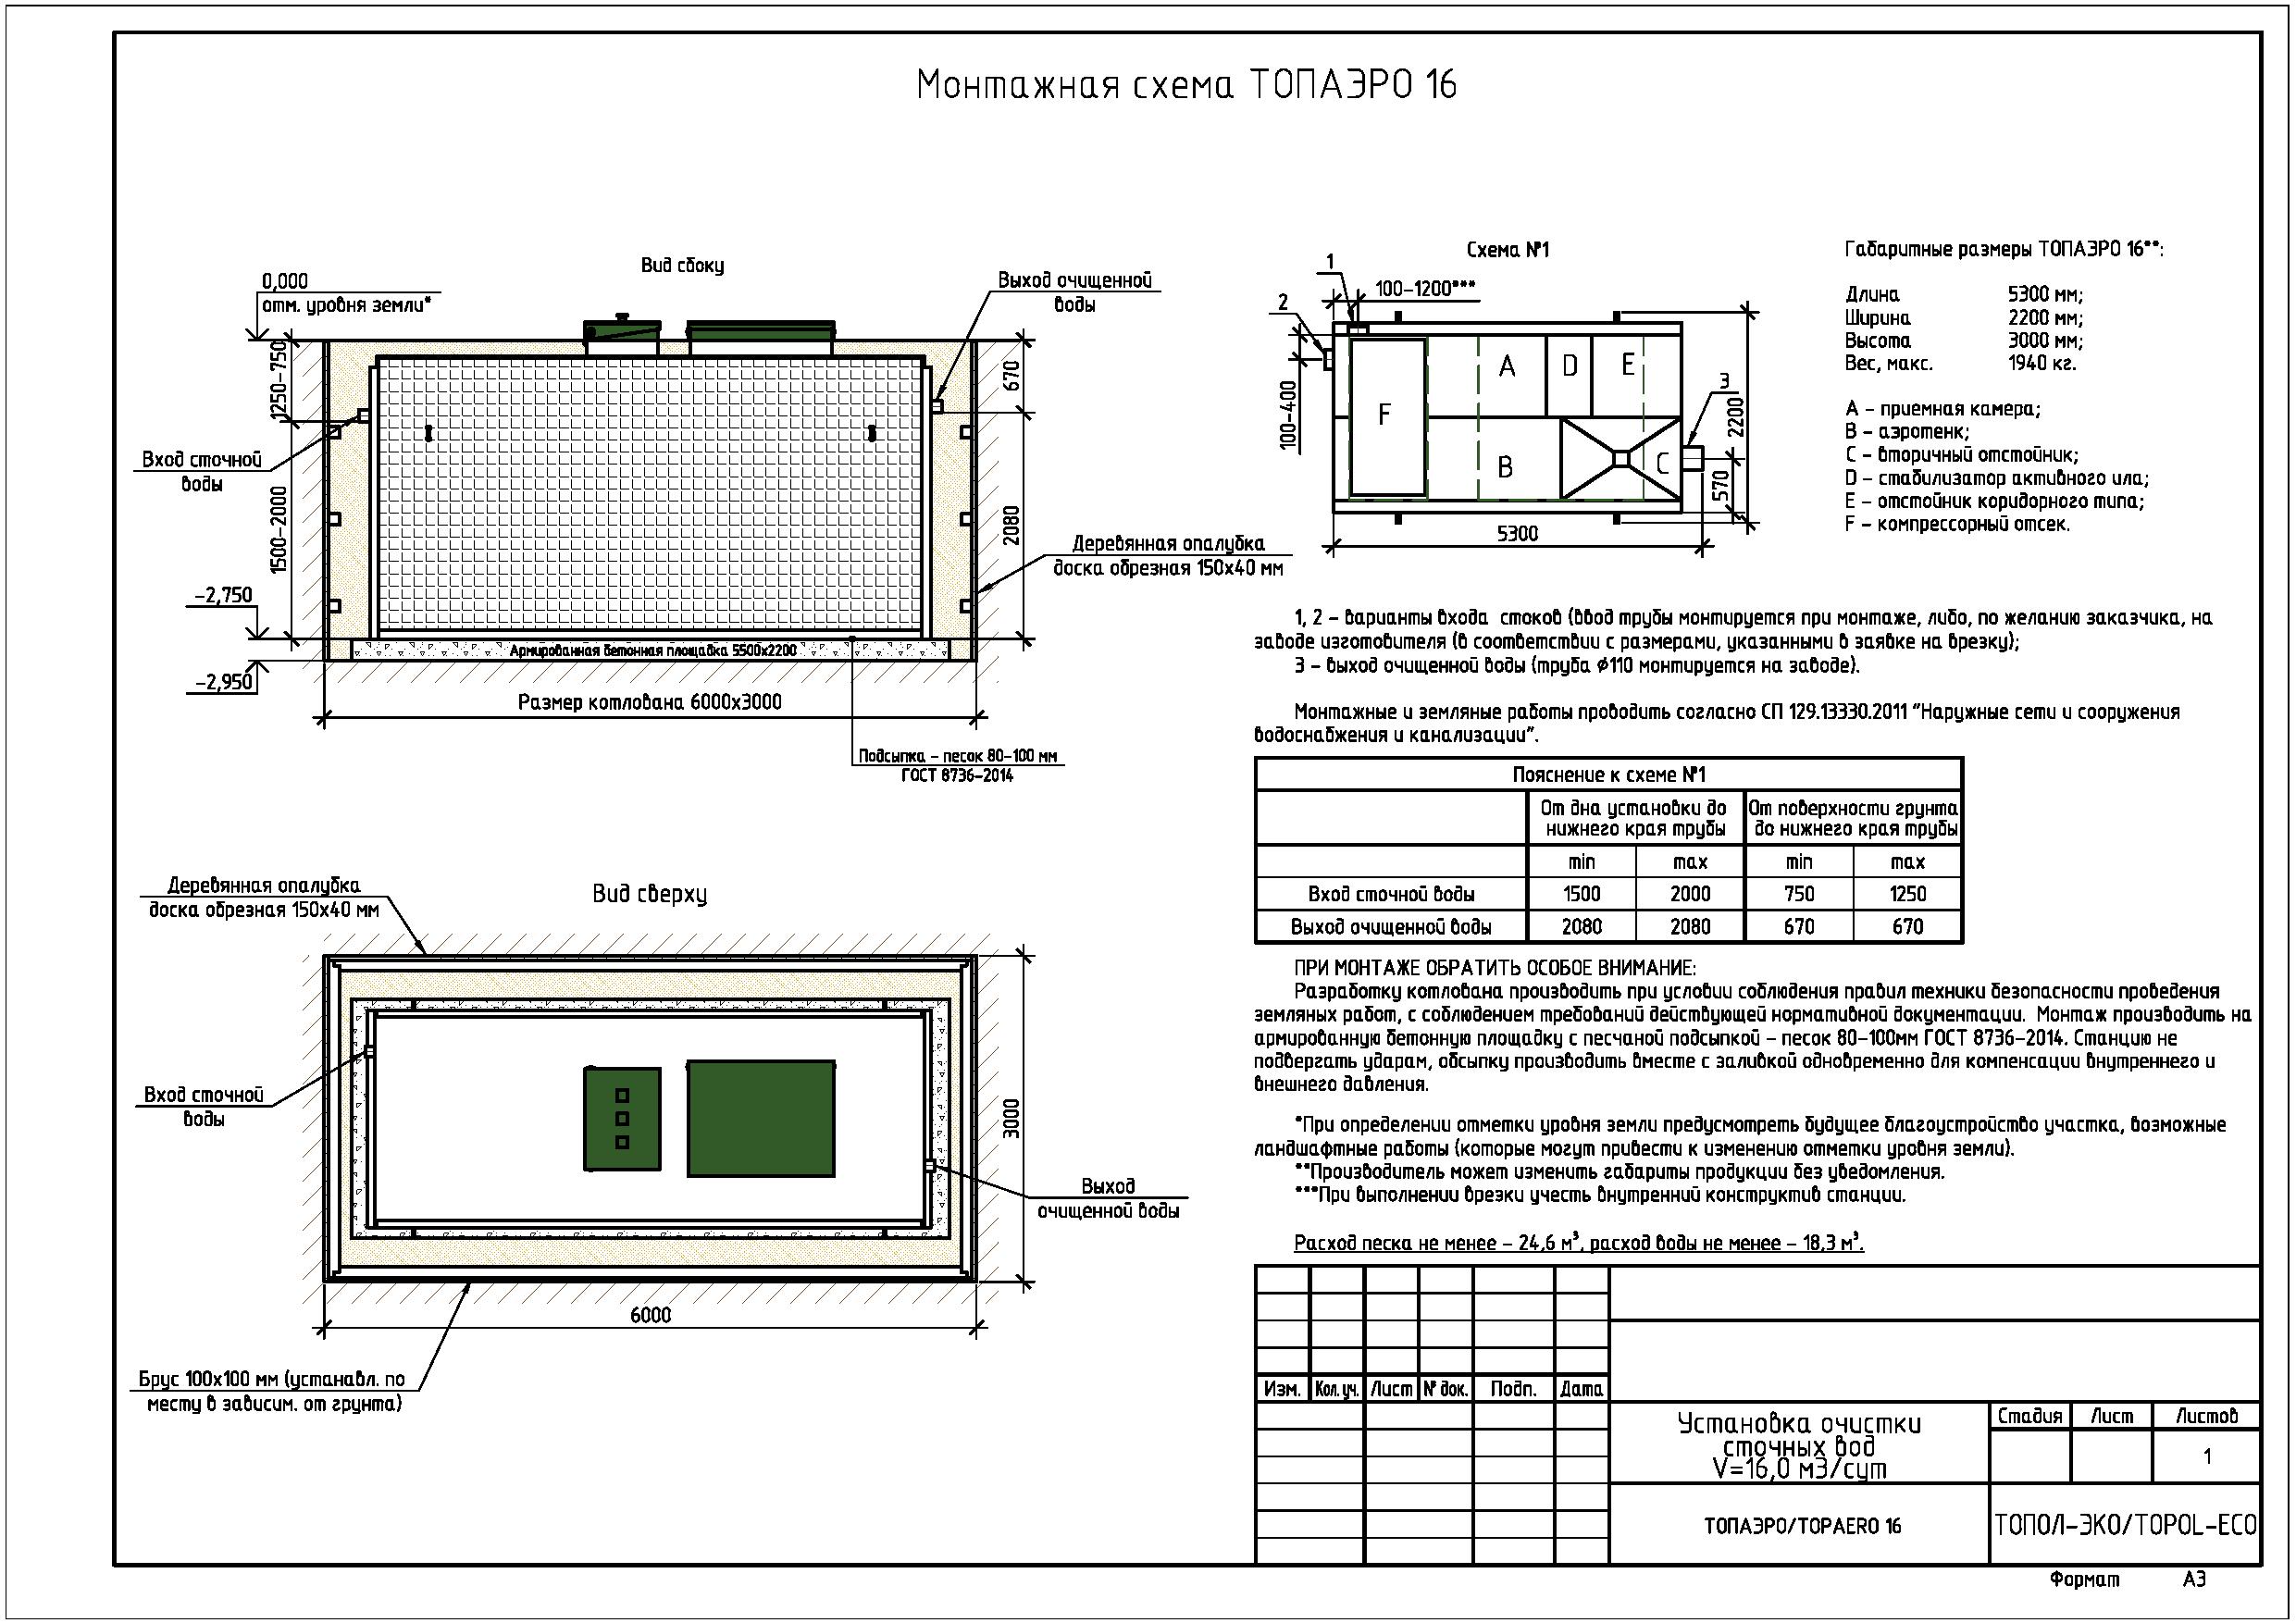 Монтажная схема ТОПАЭРО 16
Вид сбоку
0,000
отм. уровня земли*
Выход очищенной
воды
1250-750
670
Вход сточной
воды
1500-2000
2080
Деревянная опалубка
доска обрезная 150х40 мм
-2,750
Армированная бетонная площадка 5500х2200
-2,950
Размер котлована 6000х3000
Подсыпка - песок 80-100 мм
ГОСТ 8736-2014
Вид сверху
Деревянная опалубка
доска обрезная 150х40 мм
Вход сточной
воды
3000
Выход
очищенной воды
6000
Брус 100х100 мм (устанавл. по
месту в зависим. от грунта)
Схема №1
1
100-1200***
2
100-400
A
D
E
F
B
C
3
2200
570
5300
Габаритные размеры ТОПАЭРО 16**:
Длина 5300 мм;
Ширина 2200 мм;
Высота 3000 мм;
Вес, макс. 1940 кг.
A - приемная камера;
B - аэротенк;
C - вторичный отстойник;
D - стабилизатор активного ила;
E - отстойник коридорного типа;
F - компрессорный отсек.
1, 2 - варианты входа стоков (ввод трубы монтируется при монтаже, либо, по желанию заказчика, на
заводе изготовителя (в соответствии с размерами, указанными в заявке на врезку);
3 - выход очищенной воды (труба ϕ110 монтируется на заводе).
Монтажные и земляные работы проводить согласно СП 129.13330.2011 "Наружные сети и сооружения
водоснабжения и канализации".
Пояснение к схеме №1
От дна установки до От поверхности грунта
нижнего края трубы до нижнего края трубы
min max min max
Вход сточной воды 1500 2000 750 1250
Выход очищенной воды 2080 2080 670 670
ПРИ МОНТАЖЕ ОБРАТИТЬ ОСОБОЕ ВНИМАНИЕ:
Разработку котлована производить при условии соблюдения правил техники безопасности проведения
земляных работ, с соблюдением требований действующей нормативной документации. Монтаж производить на
армированную бетонную площадку с песчаной подсыпкой - песок 80-100мм ГОСТ 8736-2014. Станцию не
подвергать ударам, обсыпку производить вместе с заливкой одновременно для компенсации внутреннего и
внешнего давления.
*При определении отметки уровня земли предусмотреть будущее благоустройство участка, возможные
ландшафтные работы (которые могут привести к изменению отметки уровня земли).
**Производитель может изменить габариты продукции без уведомления.
***При выполнении врезки учесть внутренний конструктив станции.
Расход песка не менее - 24,6 м³, расход воды не менее - 18,3 м³.
Изм. Кол.уч. Лист № док. Подп. Дата
Установка очистки
сточных вод
V=16,0 м3/сут
Стадия Лист Листов
1
ТОПАЭРО/TOPAERO 16
ТОПОЛ-ЭКО/TOPOL-ECO
Формат А3